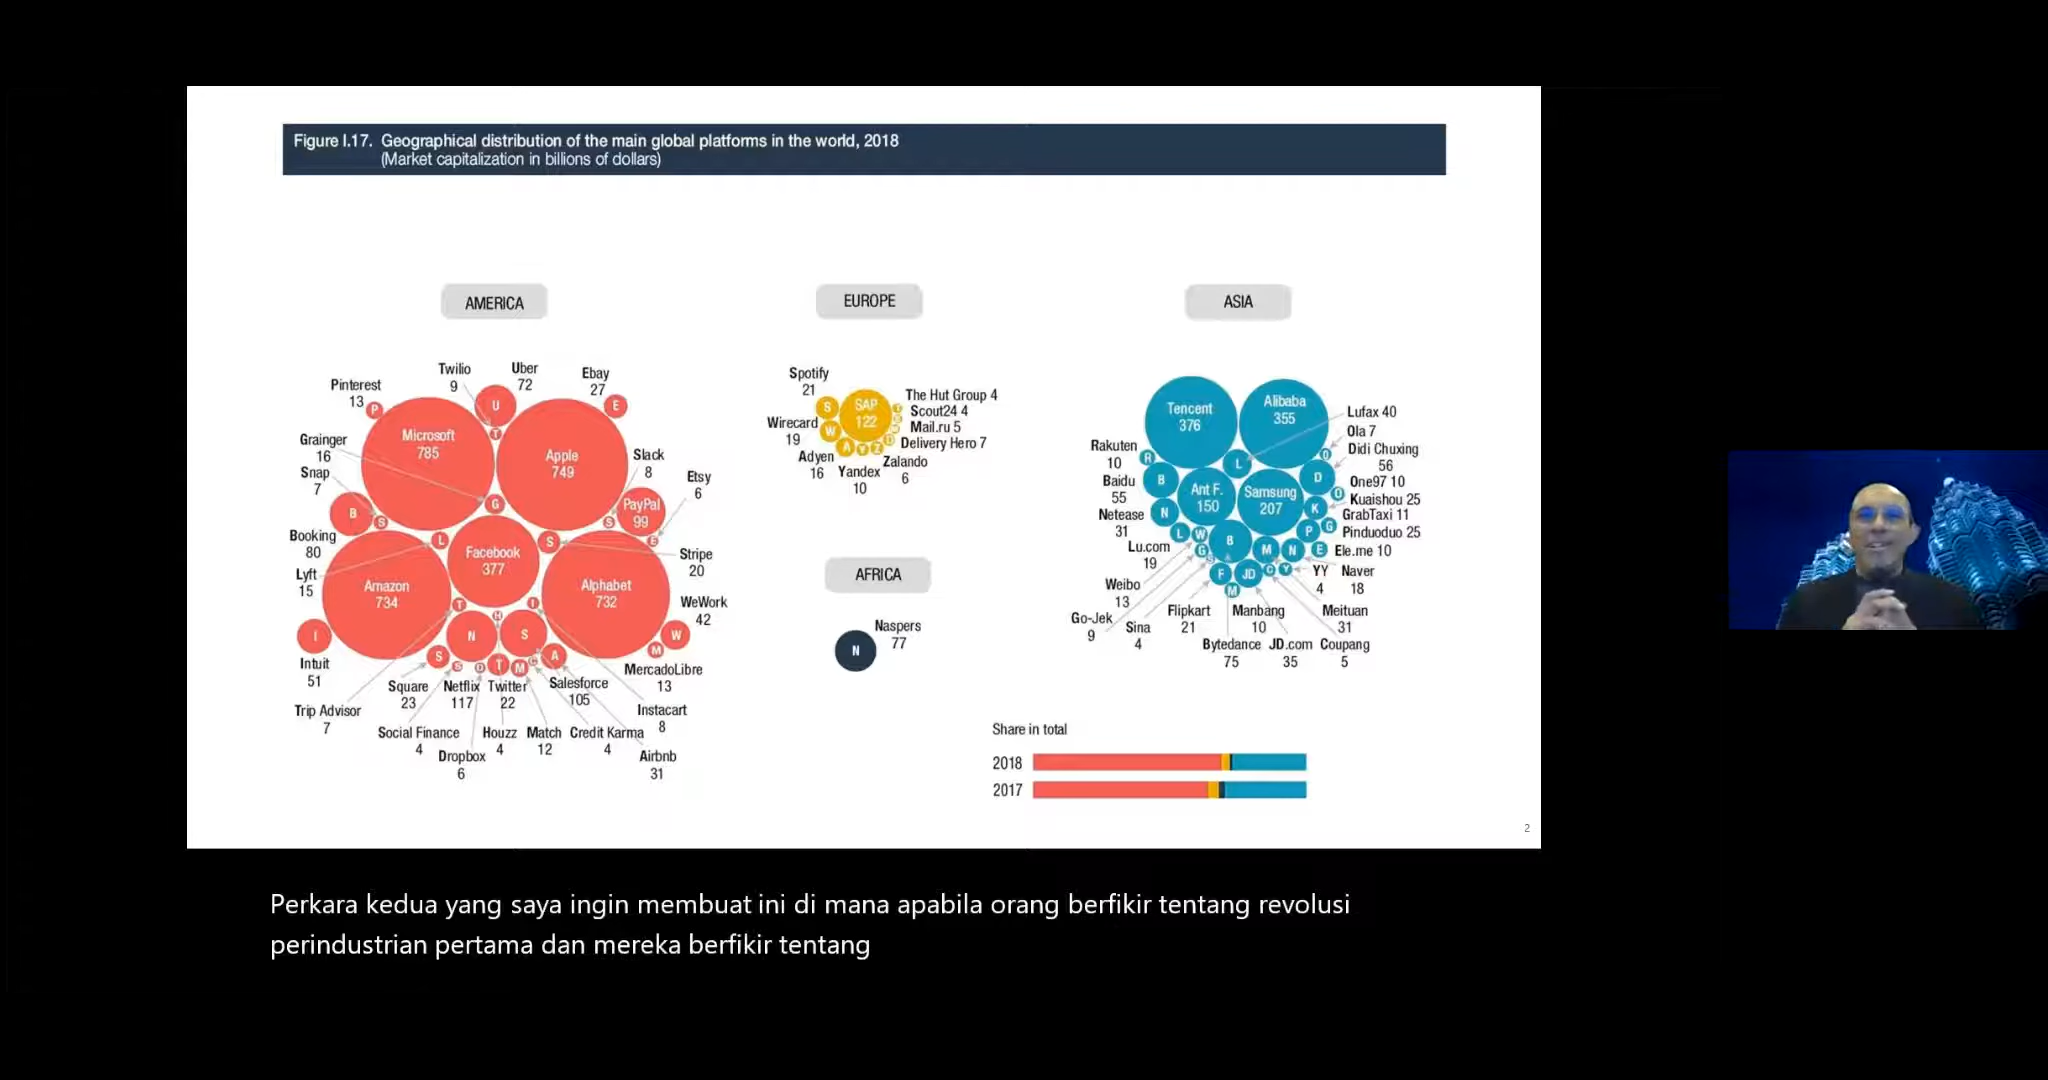 Figure I.17. Geographical distribution of the main global platforms in the world, 2018
(Market capitalization in billions of dollars)
AMERICA
Twilio
9
Uber
72
Ebay
27
Pinterest
13
P
U
E
T
Microsoft
785
Apple
749
Grainger
16
Snap
7
Slack
8
Etsy
6
PayPal
99
B
S
G
S
E
Booking
80
L
Facebook
377
S
Stripe
20
Lyft
15
Amazon
734
Alphabet
732
WeWork
42
T
H
I
I
N
S
W
M
S
S
D
T
M
C
A
Intuit
51
MercadoLibre
13
Square
23
Netflix
117
Twitter
22
Salesforce
105
Trip Advisor
7
Instacart
8
Social Finance
4
Houzz
4
Match
12
Credit Karma
4
Dropbox
6
Airbnb
31
EUROPE
Spotify
21
SAP
122
S
The Hut Group 4
Scout24 4
Mail.ru 5
Delivery Hero 7
Wirecard
19
W
A
Y
Z
D
Adyen
16
Yandex
10
Zalando
6
AFRICA
Naspers
77
N
ASIA
Tencent
376
Alibaba
355
Lufax 40
Ola 7
Didi Chuxing
56
One97 10
Kuaishou 25
GrabTaxi 11
Pinduoduo 25
Ele.me 10
Rakuten
10
R
L
O
Baidu
55
B
Ant F.
150
Samsung
207
D
O
K
Netease
31
N
P
G
L
W
B
G
M
N
E
Lu.com
19
S
F
JD
C
Y
M
Weibo
13
YY
4
Naver
18
Go-Jek
9
Sina
4
Flipkart
21
Manbang
10
Meituan
31
Bytedance
75
JD.com
35
Coupang
5
Share in total
2018
2017
2
Perkara kedua yang saya ingin membuat ini di mana apabila orang berfikir tentang revolusi
perindustrian pertama dan mereka berfikir tentang